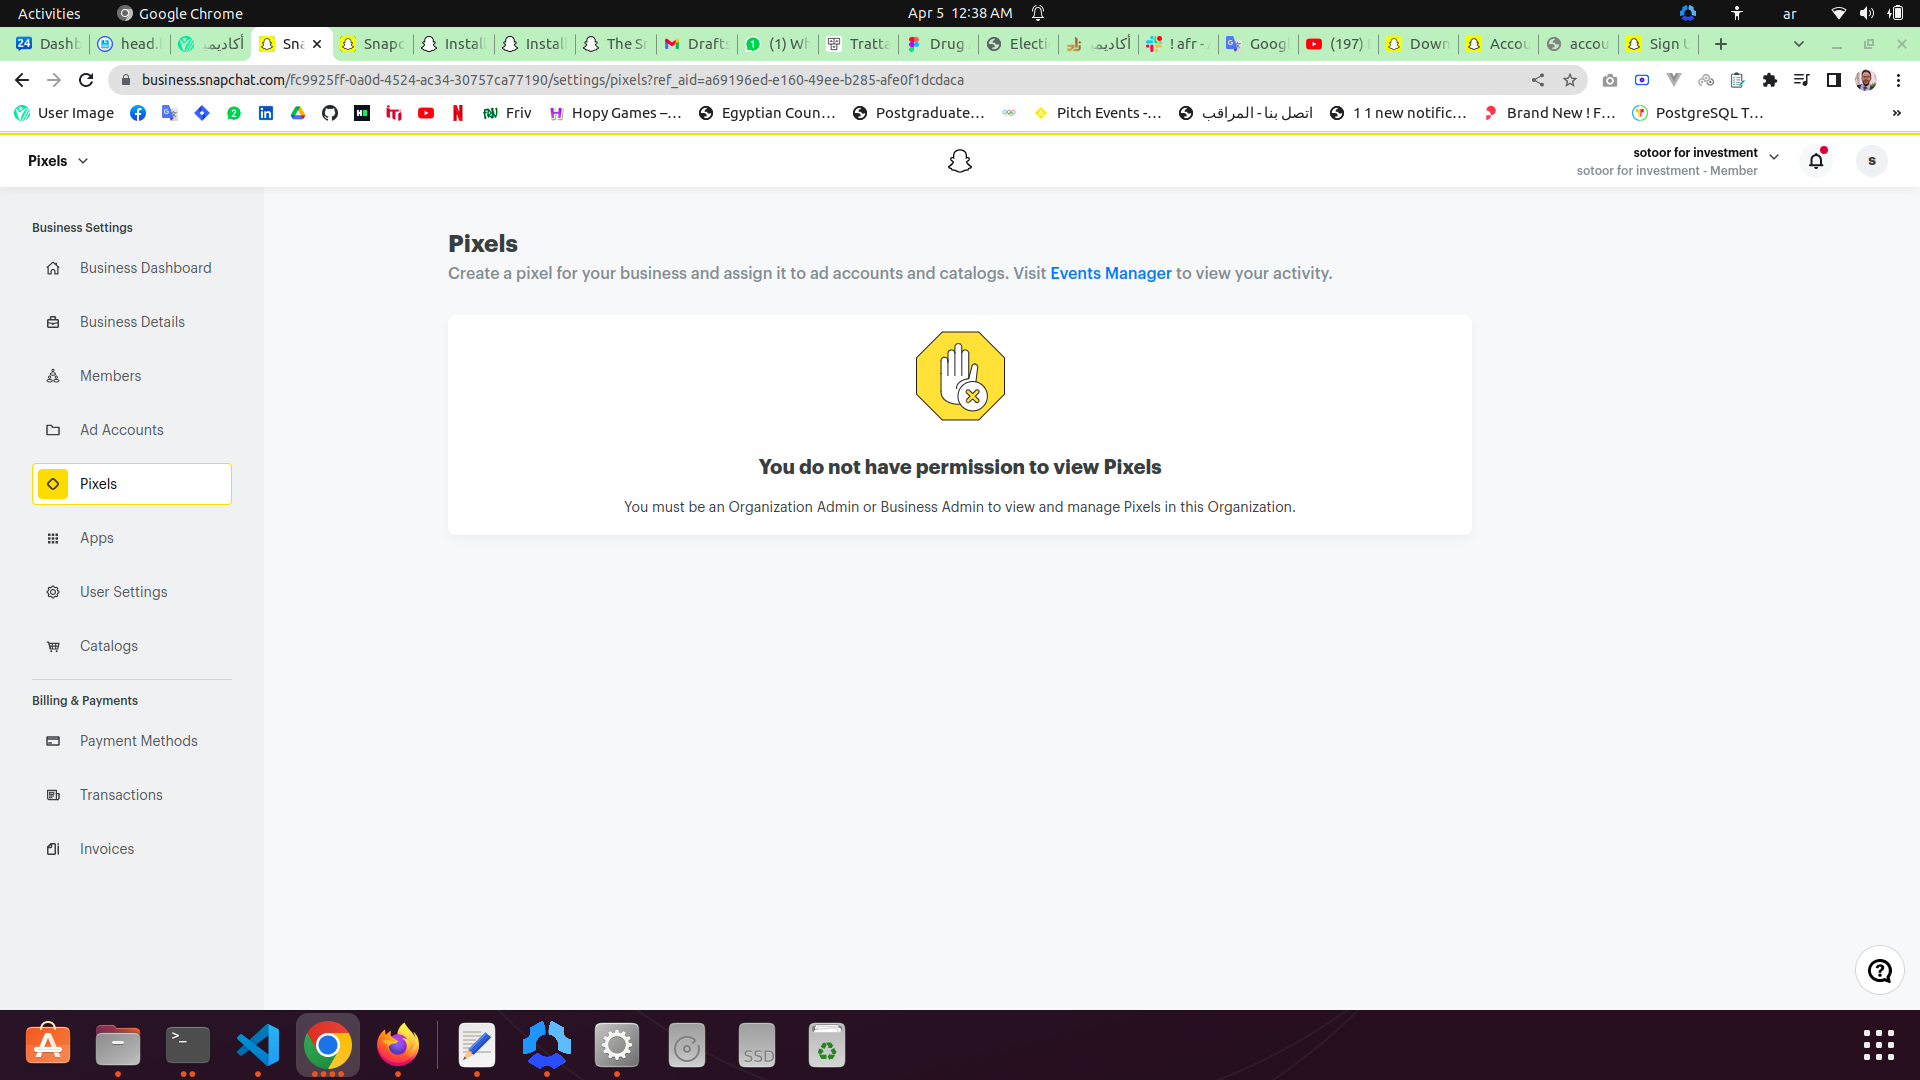 Activities
Google Chrome
Apr 5 12:38 AM
ar
Dashb
head.
أكاديمي
Sna
Snapc
Install
Install
The Sn
Drafts
(1) Wh
Tratta
Drug
Electi
أكاديمي
! afr -
Googl
(197)
Down
Accou
accou
Sign U
business.snapchat.com/fc9925ff-0a0d-4524-ac34-30757ca77190/settings/pixels?ref_aid=a69196ed-e160-49ee-b285-afe0f1dcdaca
User Image
Friv
Hopy Games –…
Egyptian Coun…
Postgraduate…
Pitch Events -…
اتصل بنا - المراقب
1 1 new notific…
Brand New ! F…
PostgreSQL T…
»
Pixels
sotoor for investment
sotoor for investment - Member
s
Business Settings
Business Dashboard
Business Details
Members
Ad Accounts
Pixels
Apps
User Settings
Catalogs
Billing & Payments
Payment Methods
Transactions
Invoices
Pixels
Create a pixel for your business and assign it to ad accounts and catalogs. Visit Events Manager to view your activity.
You do not have permission to view Pixels
You must be an Organization Admin or Business Admin to view and manage Pixels in this Organization.
SSD